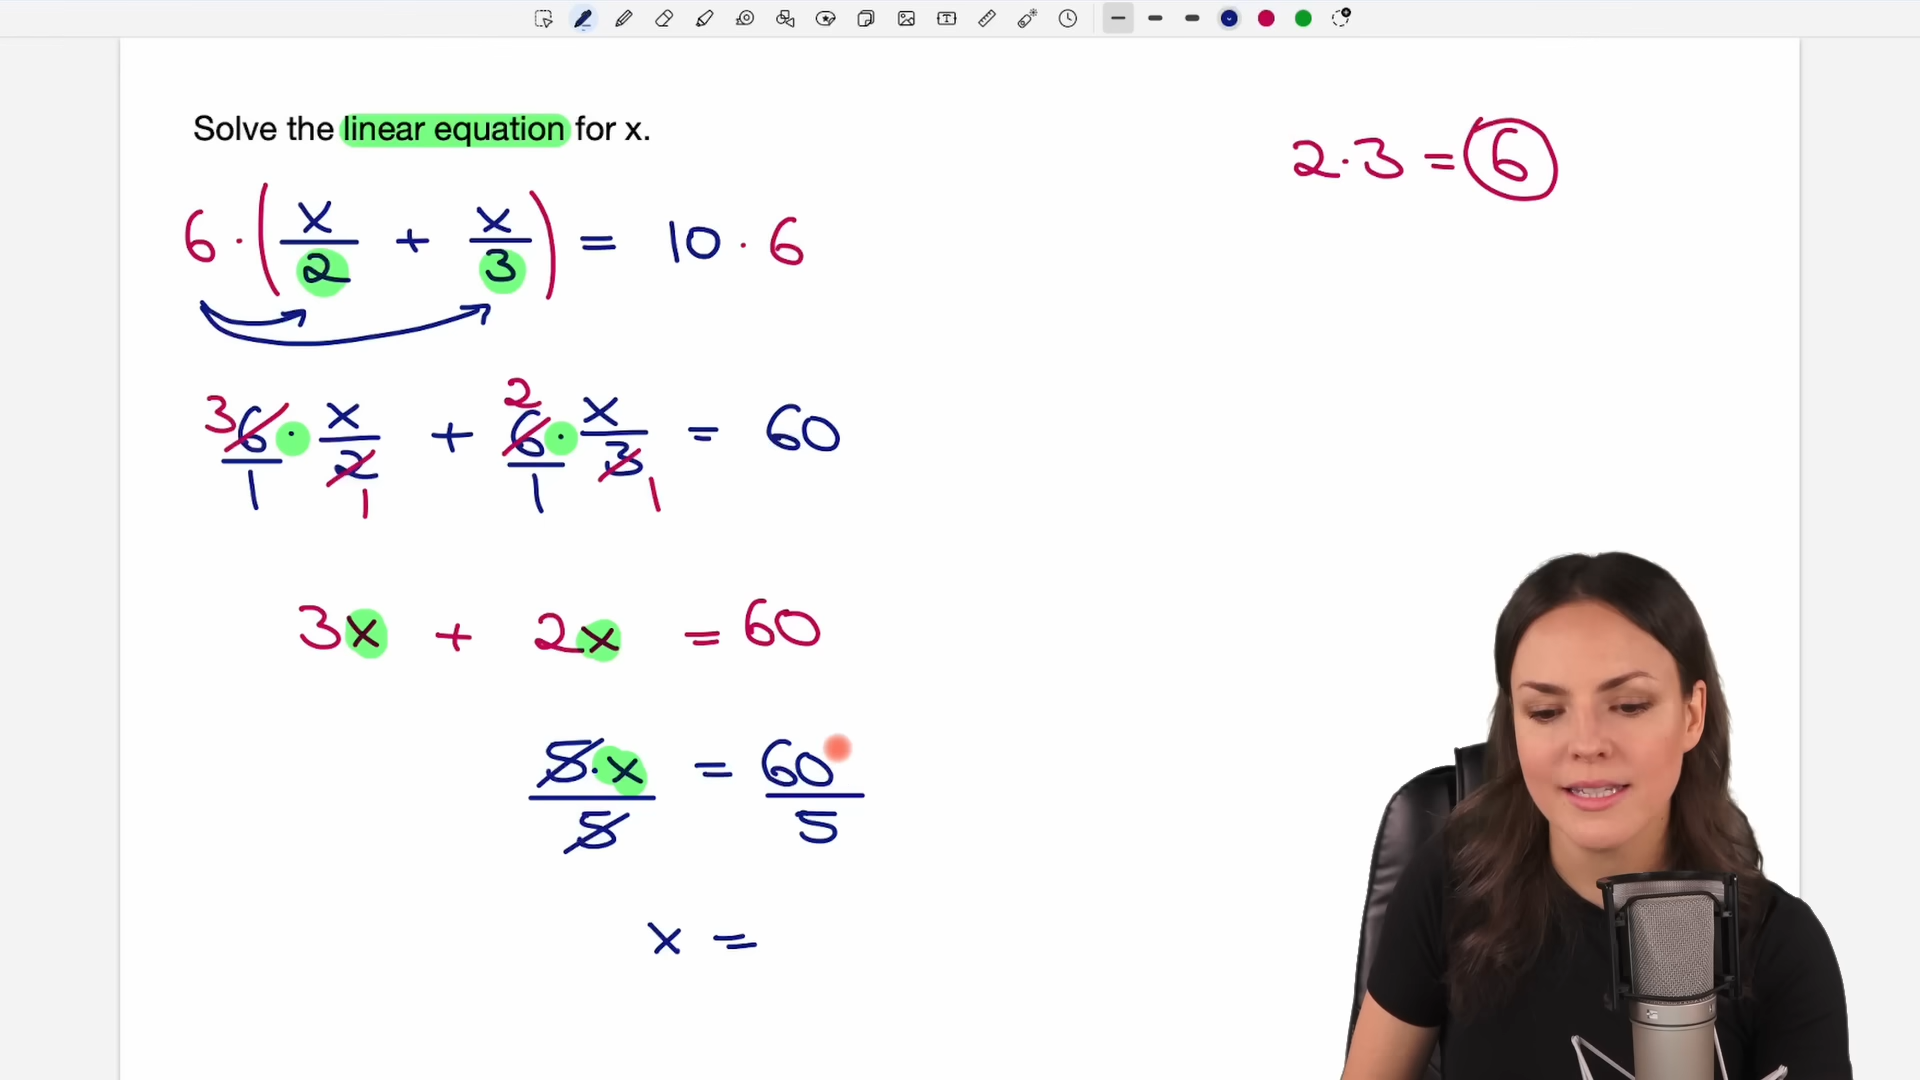 Solve the linear equation for x.
2·3 = 6
6 · (x/2 + x/3) = 10 · 6
3 6/1 · x/2 1 + 2 6/1 · x/3 1 = 60
3x + 2x = 60
5·x/5 = 60/5
x =